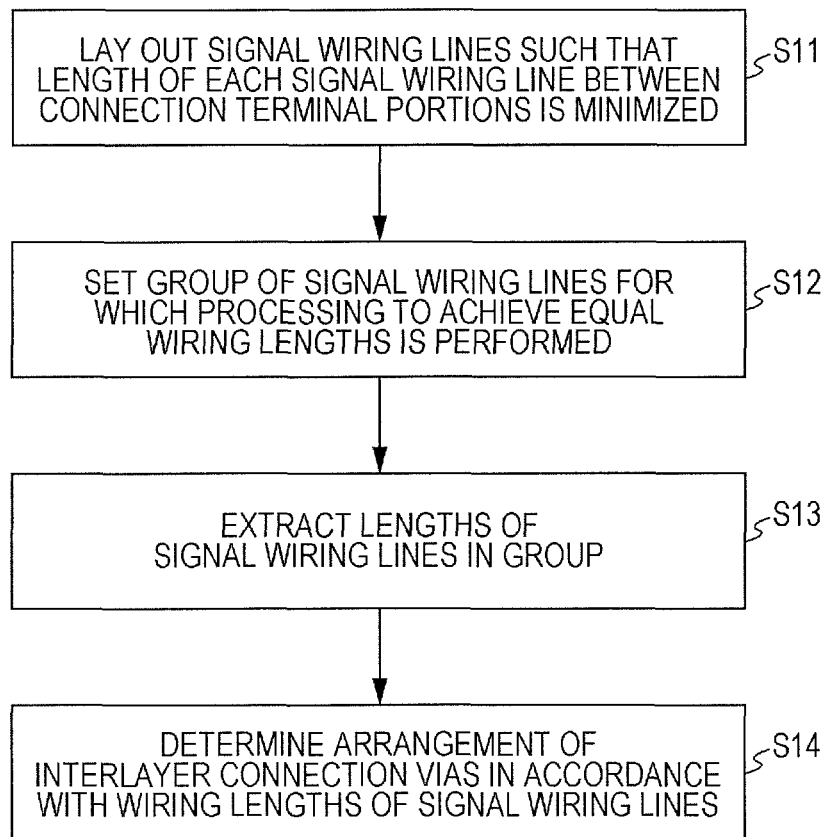 LAY OUT SIGNAL WIRING LINES SUCH THAT
LENGTH OF EACH SIGNAL WIRING LINE BETWEEN
CONNECTION TERMINAL PORTIONS IS MINIMIZED
S11
SET GROUP OF SIGNAL WIRING LINES FOR
WHICH PROCESSING TO ACHIEVE EQUAL
WIRING LENGTHS IS PERFORMED
S12
EXTRACT LENGTHS OF
SIGNAL WIRING LINES IN GROUP
S13
DETERMINE ARRANGEMENT OF
INTERLAYER CONNECTION VIAS IN ACCORDANCE
WITH WIRING LENGTHS OF SIGNAL WIRING LINES
S14